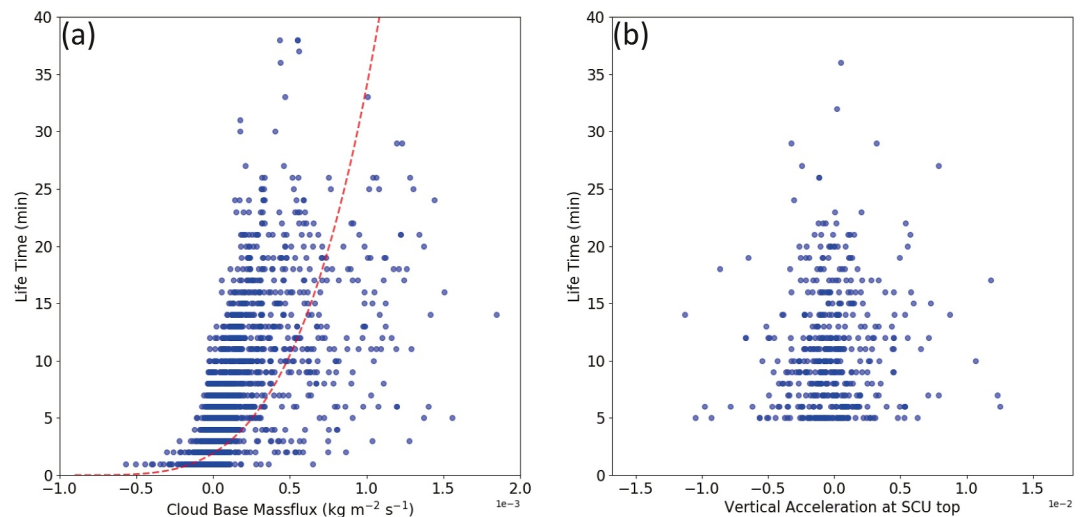 (a)
40
35
30
25
20
15
10
5
0
Life Time (min)
−1.0 −0.5 0.0 0.5 1.0 1.5 2.0
1e−3
Cloud Base Massflux (kg m−2 s−1)
(b)
40
35
30
25
20
15
10
5
0
Life Time (min)
−1.5 −1.0 −0.5 0.0 0.5 1.0 1.5
1e−2
Vertical Acceleration at SCU top